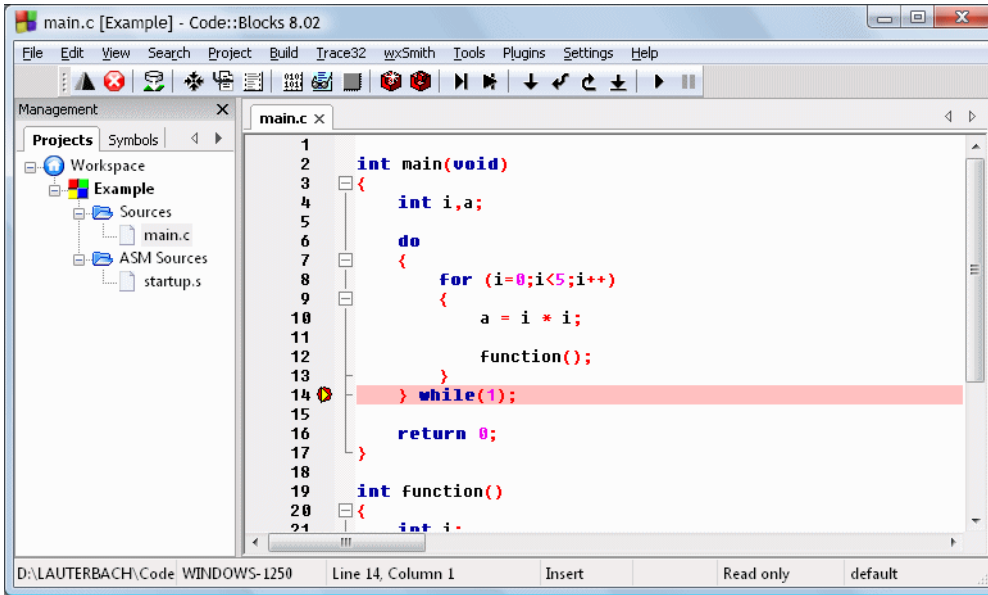 main.c [Example] - Code::Blocks 8.02
File Edit View Search Project Build Trace32 wxSmith Tools Plugins Settings Help
Management
main.c
Projects Symbols
Workspace
Example
Sources
main.c
ASM Sources
startup.s
1
2 int main(void)
3 {
4 int i,a;
5
6 do
7 {
8 for (i=0;i<5;i++)
9 {
10 a = i * i;
11
12 function();
13 }
14 } while(1);
15
16 return 0;
17 }
18
19 int function()
20 {
21 int i;
D:\LAUTERBACH\Code WINDOWS-1250 Line 14, Column 1 Insert Read only default